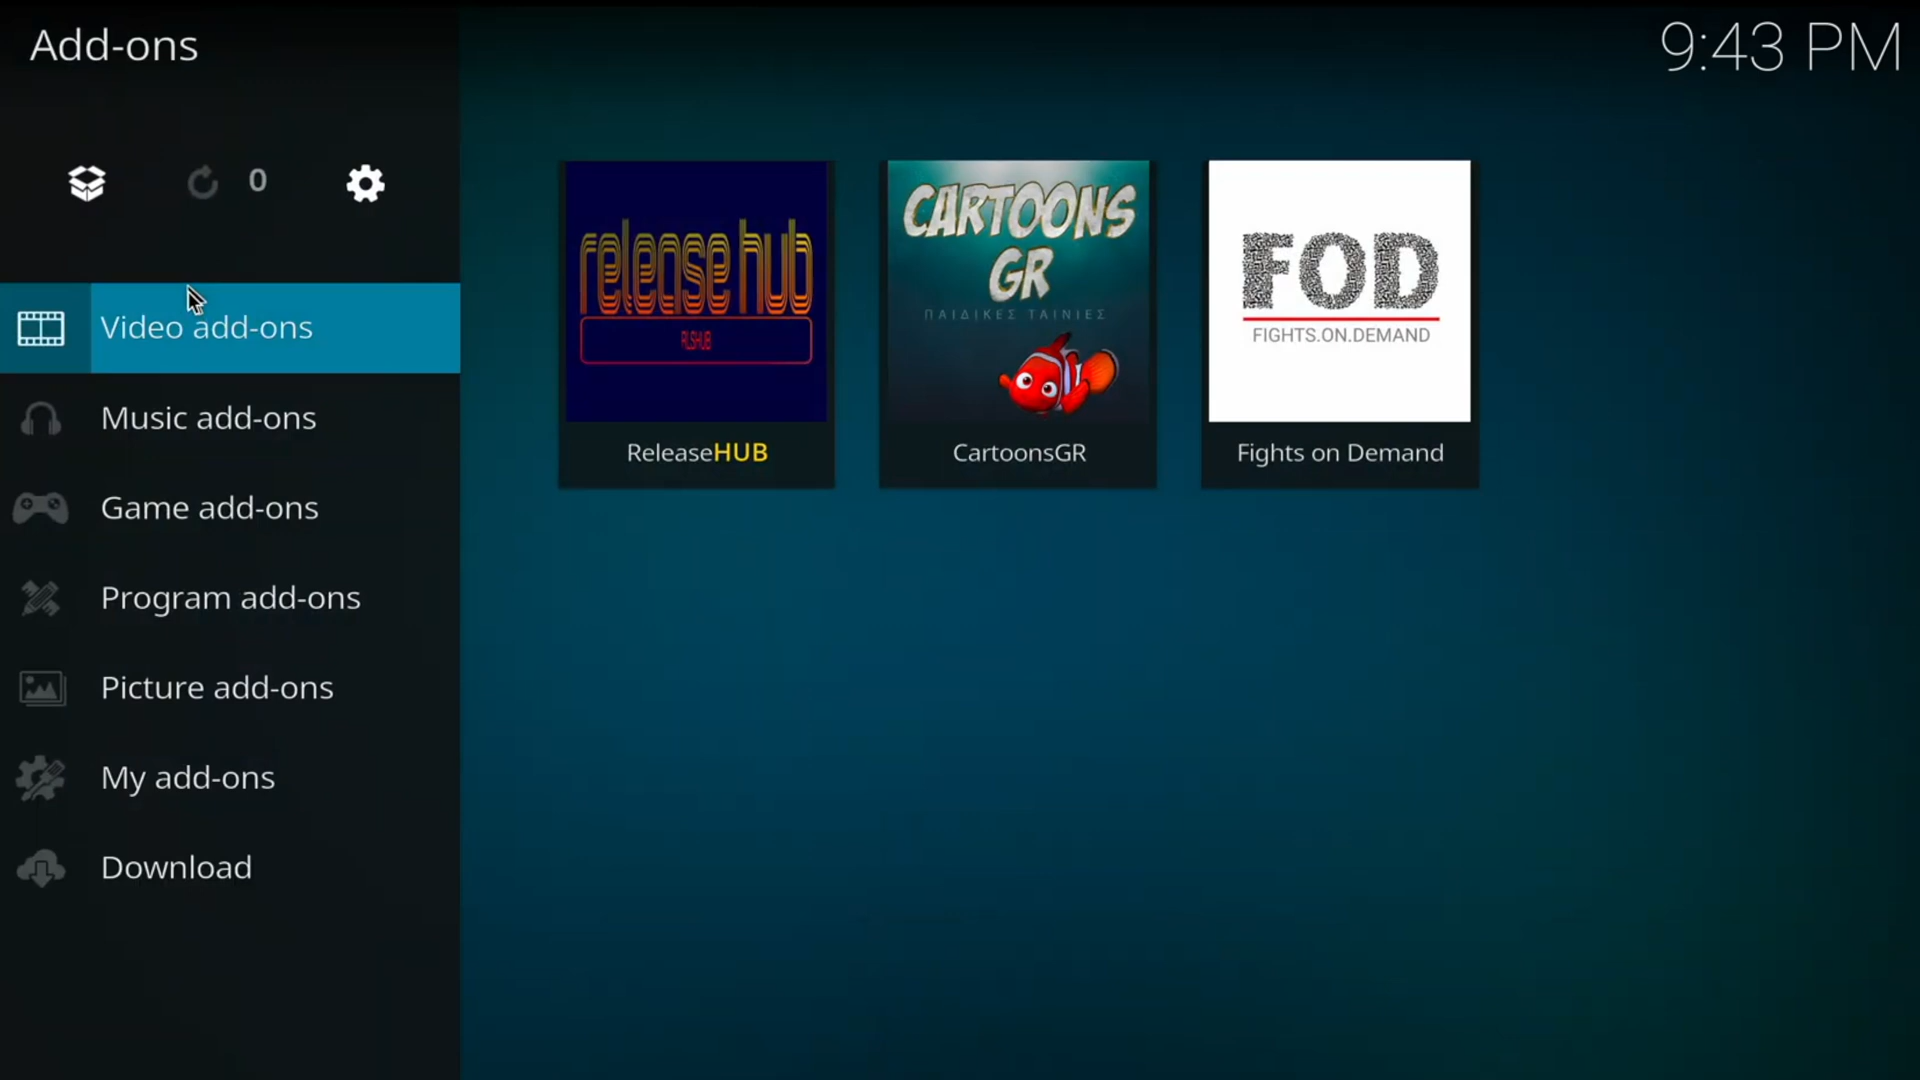 Add-ons
9:43 PM
0
Video add-ons
Music add-ons
Game add-ons
Program add-ons
Picture add-ons
My add-ons
Download
release hub
RLSHUB
ReleaseHUB
CARTOONS
GR
ΠΑΙΔΙΚΕΣ ΤΑΙΝΙΕΣ
CartoonsGR
FOD
FIGHTS.ON.DEMAND
Fights on Demand